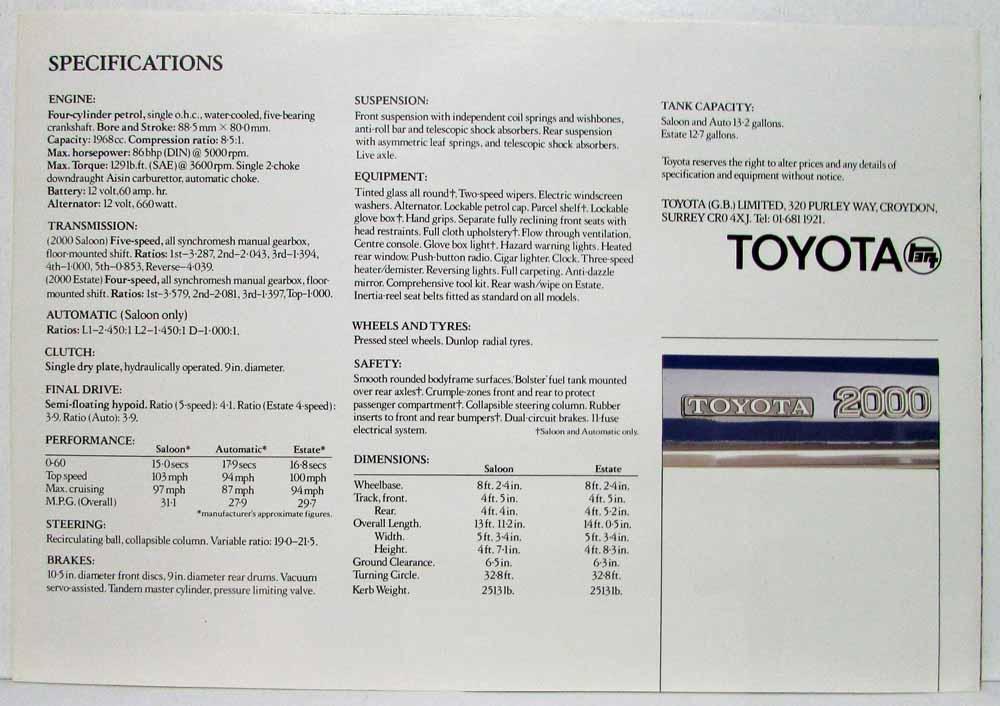 SPECIFICATIONS
ENGINE:
Four-cylinder petrol, single o.h.c., water-cooled, five-bearing
crankshaft. Bore and Stroke: 88·5mm × 80·0mm.
Capacity: 1968cc. Compression ratio: 8·5:1.
Max. horsepower: 86bhp (DIN) @ 5000rpm.
Max. Torque: 129lb.ft. (SAE) @ 3600rpm. Single 2-choke
downdraught Aisin carburettor, automatic choke.
Battery: 12 volt, 60 amp. hr.
Alternator: 12 volt, 660watt.
TRANSMISSION:
(2000 Saloon) Five-speed, all synchromesh manual gearbox,
floor-mounted shift. Ratios: 1st–3·287, 2nd–2·043, 3rd–1·394,
4th–1·000, 5th–0·853, Reverse–4·039.
(2000 Estate) Four-speed, all synchromesh manual gearbox, floor-
mounted shift. Ratios: 1st–3·579, 2nd–2·081, 3rd–1·397, Top–1·000.
AUTOMATIC (Saloon only)
Ratios: L1–2·450:1 L2–1·450:1 D–1·000:1.
CLUTCH:
Single dry plate, hydraulically operated. 9in. diameter.
FINAL DRIVE:
Semi-floating hypoid. Ratio (5-speed): 4·1. Ratio (Estate 4-speed):
3·9. Ratio (Auto): 3·9.
PERFORMANCE:
Saloon* Automatic* Estate*
0-60 15·0secs 17·9secs 16·8secs
Top speed 103mph 94mph 100mph
Max. cruising 97mph 87mph 94mph
M.P.G. (Overall) 31·1 27·9 29·7
*manufacturer's approximate figures.
STEERING:
Recirculating ball, collapsible column. Variable ratio: 19·0–21·5.
BRAKES:
10·5in. diameter front discs, 9in. diameter rear drums. Vacuum
servo-assisted. Tandem master cylinder, pressure limiting valve.
SUSPENSION:
Front suspension with independent coil springs and wishbones,
anti-roll bar and telescopic shock absorbers. Rear suspension
with asymmetric leaf springs, and telescopic shock absorbers.
Live axle.
EQUIPMENT:
Tinted glass all round†. Two-speed wipers. Electric windscreen
washers. Alternator. Lockable petrol cap. Parcel shelf†. Lockable
glove box†. Hand grips. Separate fully reclining front seats with
head restraints. Full cloth upholstery†. Flow through ventilation.
Centre console. Glove box light†. Hazard warning lights. Heated
rear window. Push-button radio. Cigar lighter. Clock. Three-speed
heater/demister. Reversing lights. Full carpeting. Anti-dazzle
mirror. Comprehensive tool kit. Rear wash/wipe on Estate.
Inertia-reel seat belts fitted as standard on all models.
WHEELS AND TYRES:
Pressed steel wheels. Dunlop radial tyres.
SAFETY:
Smooth rounded bodyframe surfaces. 'Bolster' fuel tank mounted
over rear axles†. Crumple-zones front and rear to protect
passenger compartment†. Collapsible steering column. Rubber
inserts to front and rear bumpers†. Dual-circuit brakes. 11-fuse
electrical system. †Saloon and Automatic only.
DIMENSIONS:
Saloon Estate
Wheelbase. 8ft. 2·4in. 8ft. 2·4in.
Track, front. 4ft. 5in. 4ft. 5in.
Rear. 4ft. 4in. 4ft. 5·2in.
Overall Length. 13ft. 11·2in. 14ft. 0·5in.
Width. 5ft. 3·4in. 5ft. 3·4in.
Height. 4ft. 7·1in. 4ft. 8·3in.
Ground Clearance. 6·5in. 6·3in.
Turning Circle. 32·8ft. 32·8ft.
Kerb Weight. 2513lb. 2513lb.
TANK CAPACITY:
Saloon and Auto 13·2 gallons.
Estate 12·7 gallons.
Toyota reserves the right to alter prices and any details of
specification and equipment without notice.
TOYOTA (G.B.) LIMITED, 320 PURLEY WAY, CROYDON,
SURREY CR0 4XJ. Tel: 01-681 1921.
TOYOTA トヨタ
TOYOTA 2000